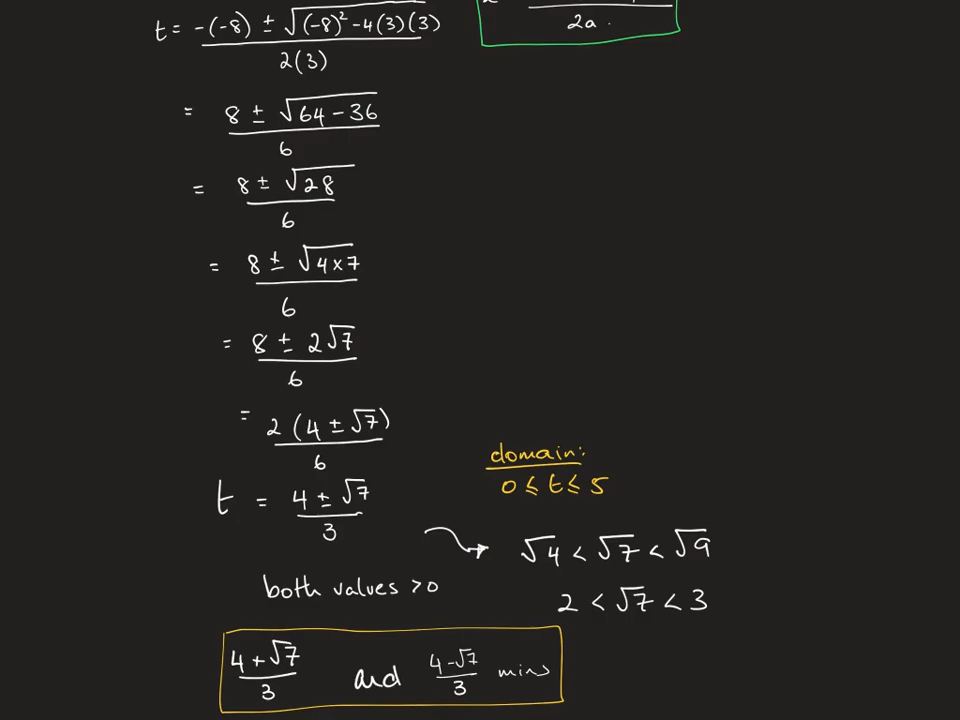 t = -(-8) ± √(-8)² - 4(3)(3) / 2(3)
2a
= 8 ± √64 - 36 / 6
= 8 ± √28 / 6
= 8 ± √4×7 / 6
= 8 ± 2√7 / 6
= 2(4 ± √7) / 6
domain:
0 ≤ t ≤ 5
t = 4 ± √7 / 3
√4 < √7 < √9
both values >0
2 < √7 < 3
4+√7 / 3 and 4-√7 / 3 mins